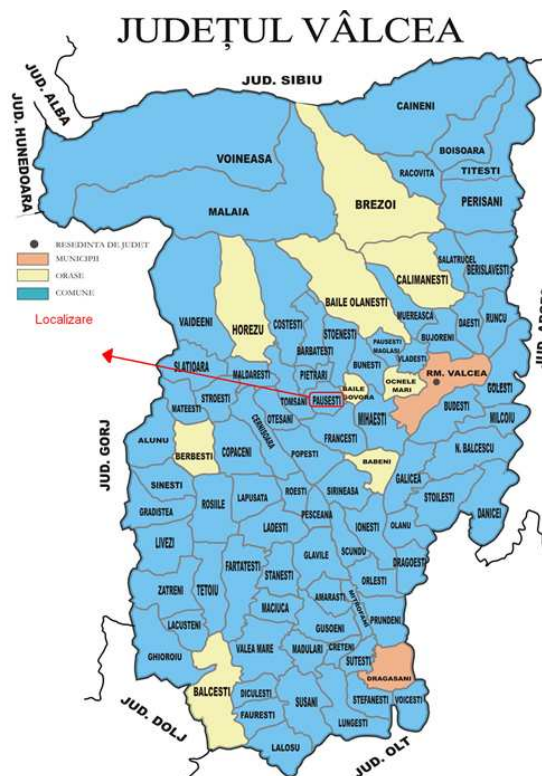 JUDEȚUL VÂLCEA
JUD. SIBIU
JUD. ALBA
JUD. HUNEDOARA
CAINENI
BOISOARA
VOINEASA
RACOVITA
TITESTI
BREZOI
PERISANI
MALAIA
RESEDINTA DE JUDET
MUNICIPII
ORASE
COMUNE
Localizare
SALATRUCEL
BERISLAVESTI
CALIMANESTI
BAILE OLANESTI
JUD. ARGES
VAIDEENI
HOREZU
COSTESTI
STOENESTI
MUEREASCA
DAESTI
RUNCU
PAUSESTI
MAGLASI
BUJORENI
BARBATESTI
VLADESTI
BUNESTI
SLATIOARA
MALDARESTI
PIETRARI
RM. VALCEA
OCNELE
MARI
BAILE
GOVORA
GOLESTI
STROESTI
TOMSANI
PAUSESTI
BUDESTI
MILCOIU
MATEESTI
OTESANI
MIHAESTI
CERNISOARA
ALUNU
FRANCESTI
JUD. GORJ
BERBESTI
COPACENI
POPESTI
BABENI
N. BALCESCU
GALICEA
SINESTI
LAPUSATA
ROESTI
SIRINEASA
STOILESTI
GRADISTEA
ROSIILE
PESCEANA
DANICEI
LADESTI
IONESTI
OLANU
LIVEZI
GLAVILE
SCUNDU
DRAGOESTI
FARTATESTI
STANESTI
ORLESTI
ZATRENI
TETOIU
AMARASTI
MITROFANI
MACIUCA
PRUNDENI
LACUSTENI
GUSOENI
VALEA MARE
MADULARI
CRETENI
GHIOROIU
SUTESTI
DRAGASANI
BALCESTI
DICULESTI
SUSANI
STEFANESTI
VOICESTI
FAURESTI
LUNGESTI
JUD. DOLJ
LALOSU
JUD. OLT